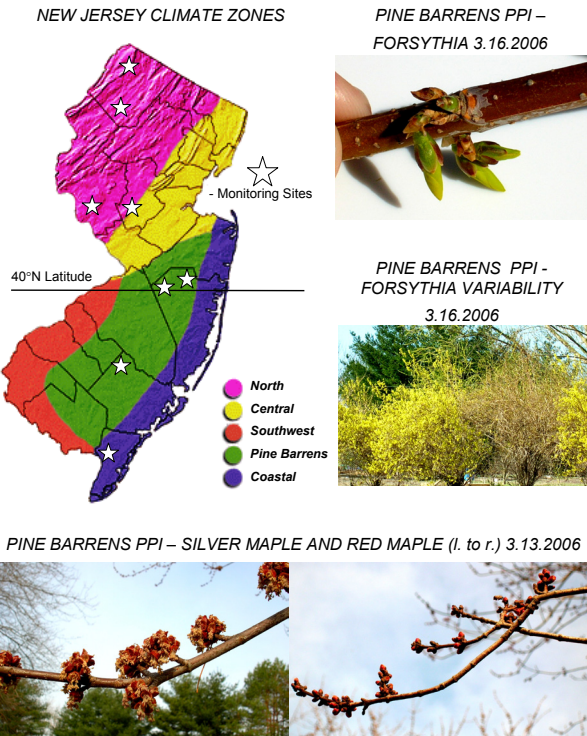 NEW JERSEY CLIMATE ZONES
- Monitoring Sites
40°N Latitude
North
Central
Southwest
Pine Barrens
Coastal
PINE BARRENS PPI –
FORSYTHIA 3.16.2006
PINE BARRENS PPI -
FORSYTHIA VARIABILITY
3.16.2006
PINE BARRENS PPI – SILVER MAPLE AND RED MAPLE (l. to r.) 3.13.2006